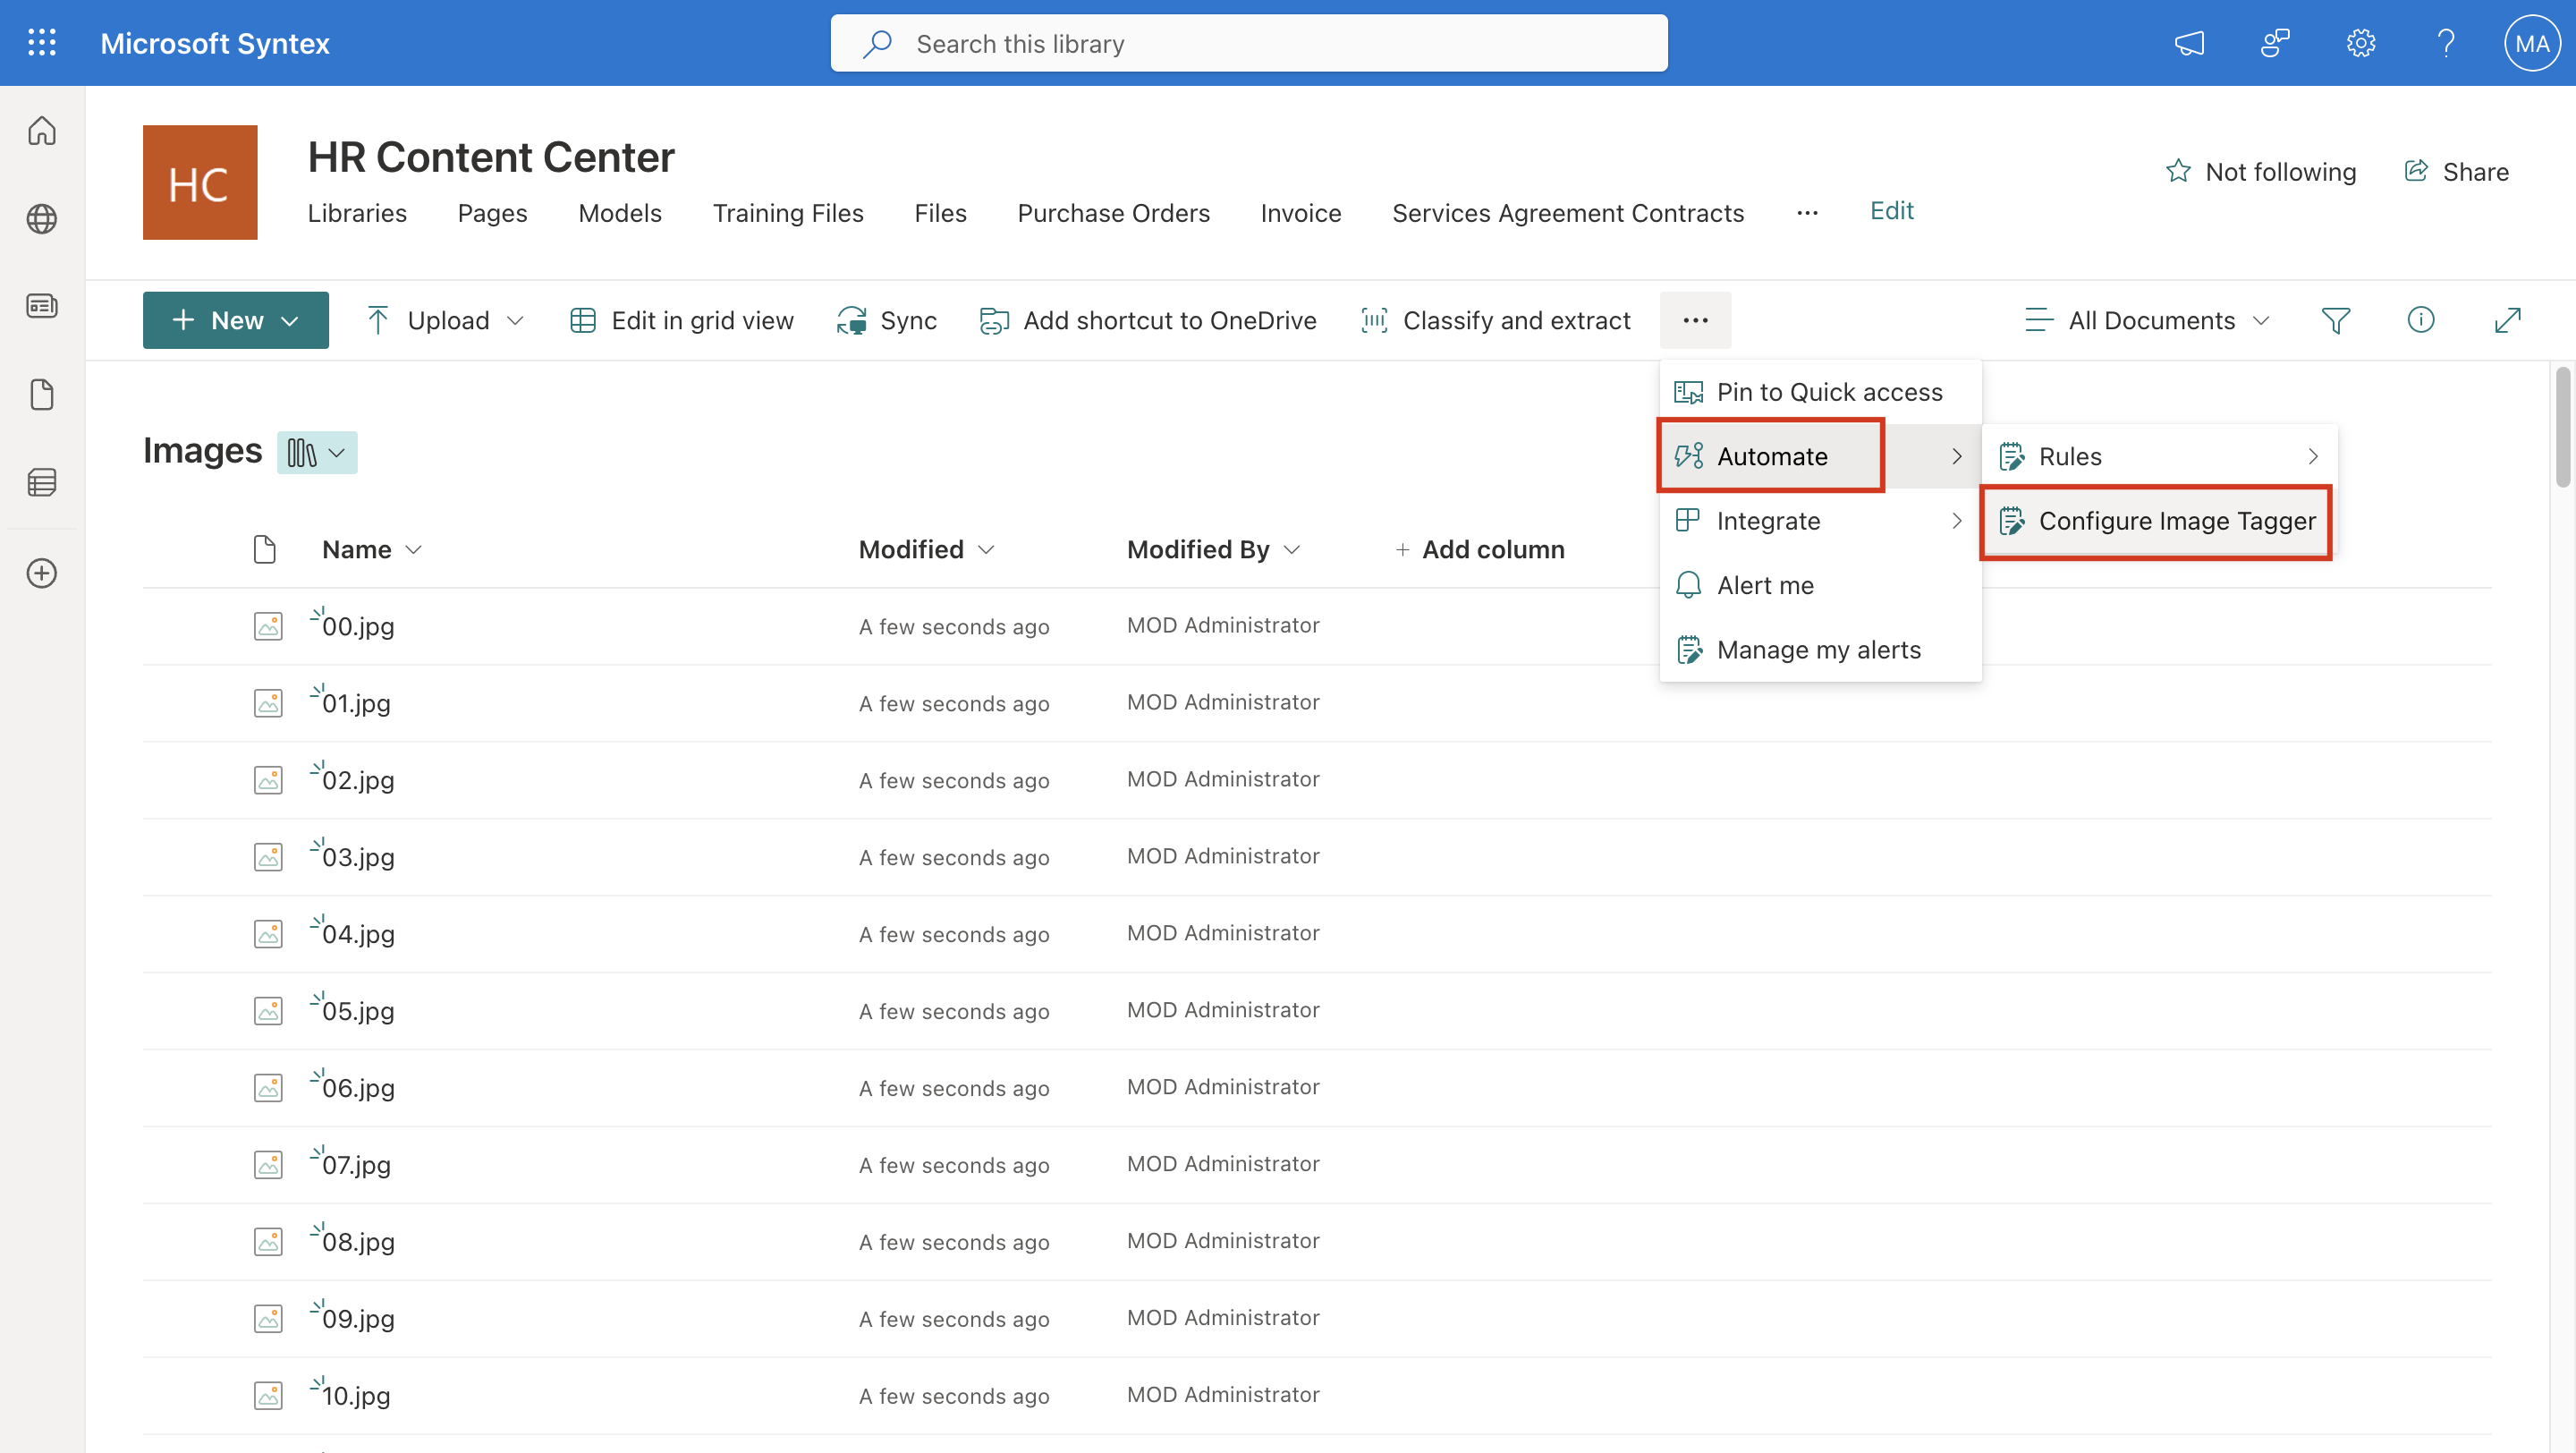 Microsoft Syntex
Search this library
MA
HC
HR Content Center
Not following
Share
Libraries Pages Models Training Files Files Purchase Orders Invoice Services Agreement Contracts ... Edit
+ New Upload Edit in grid view Sync Add shortcut to OneDrive Classify and extract ... All Documents
Pin to Quick access
Automate
Integrate
Alert me
Manage my alerts
Rules
Configure Image Tagger
Images
Name Modified Modified By + Add column
00.jpg A few seconds ago MOD Administrator
01.jpg A few seconds ago MOD Administrator
02.jpg A few seconds ago MOD Administrator
03.jpg A few seconds ago MOD Administrator
04.jpg A few seconds ago MOD Administrator
05.jpg A few seconds ago MOD Administrator
06.jpg A few seconds ago MOD Administrator
07.jpg A few seconds ago MOD Administrator
08.jpg A few seconds ago MOD Administrator
09.jpg A few seconds ago MOD Administrator
10.jpg A few seconds ago MOD Administrator